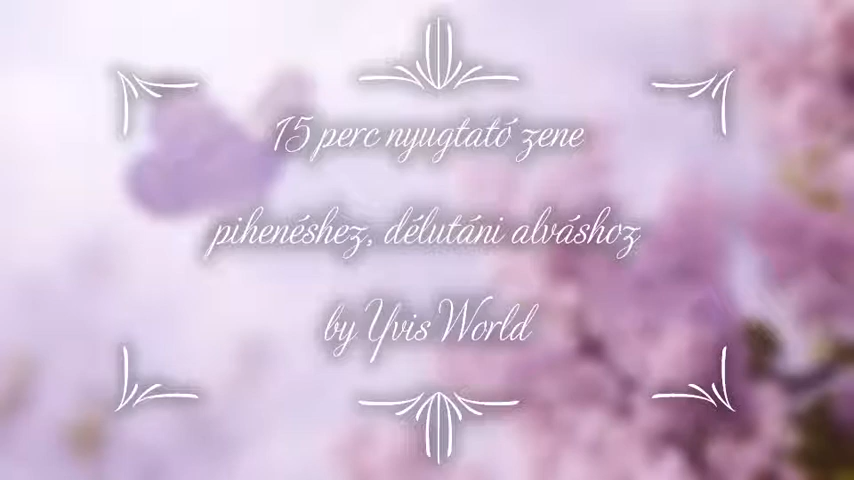 15 perc nyugtató zene
pihenéshez, délutáni alváshoz
by Yvis World